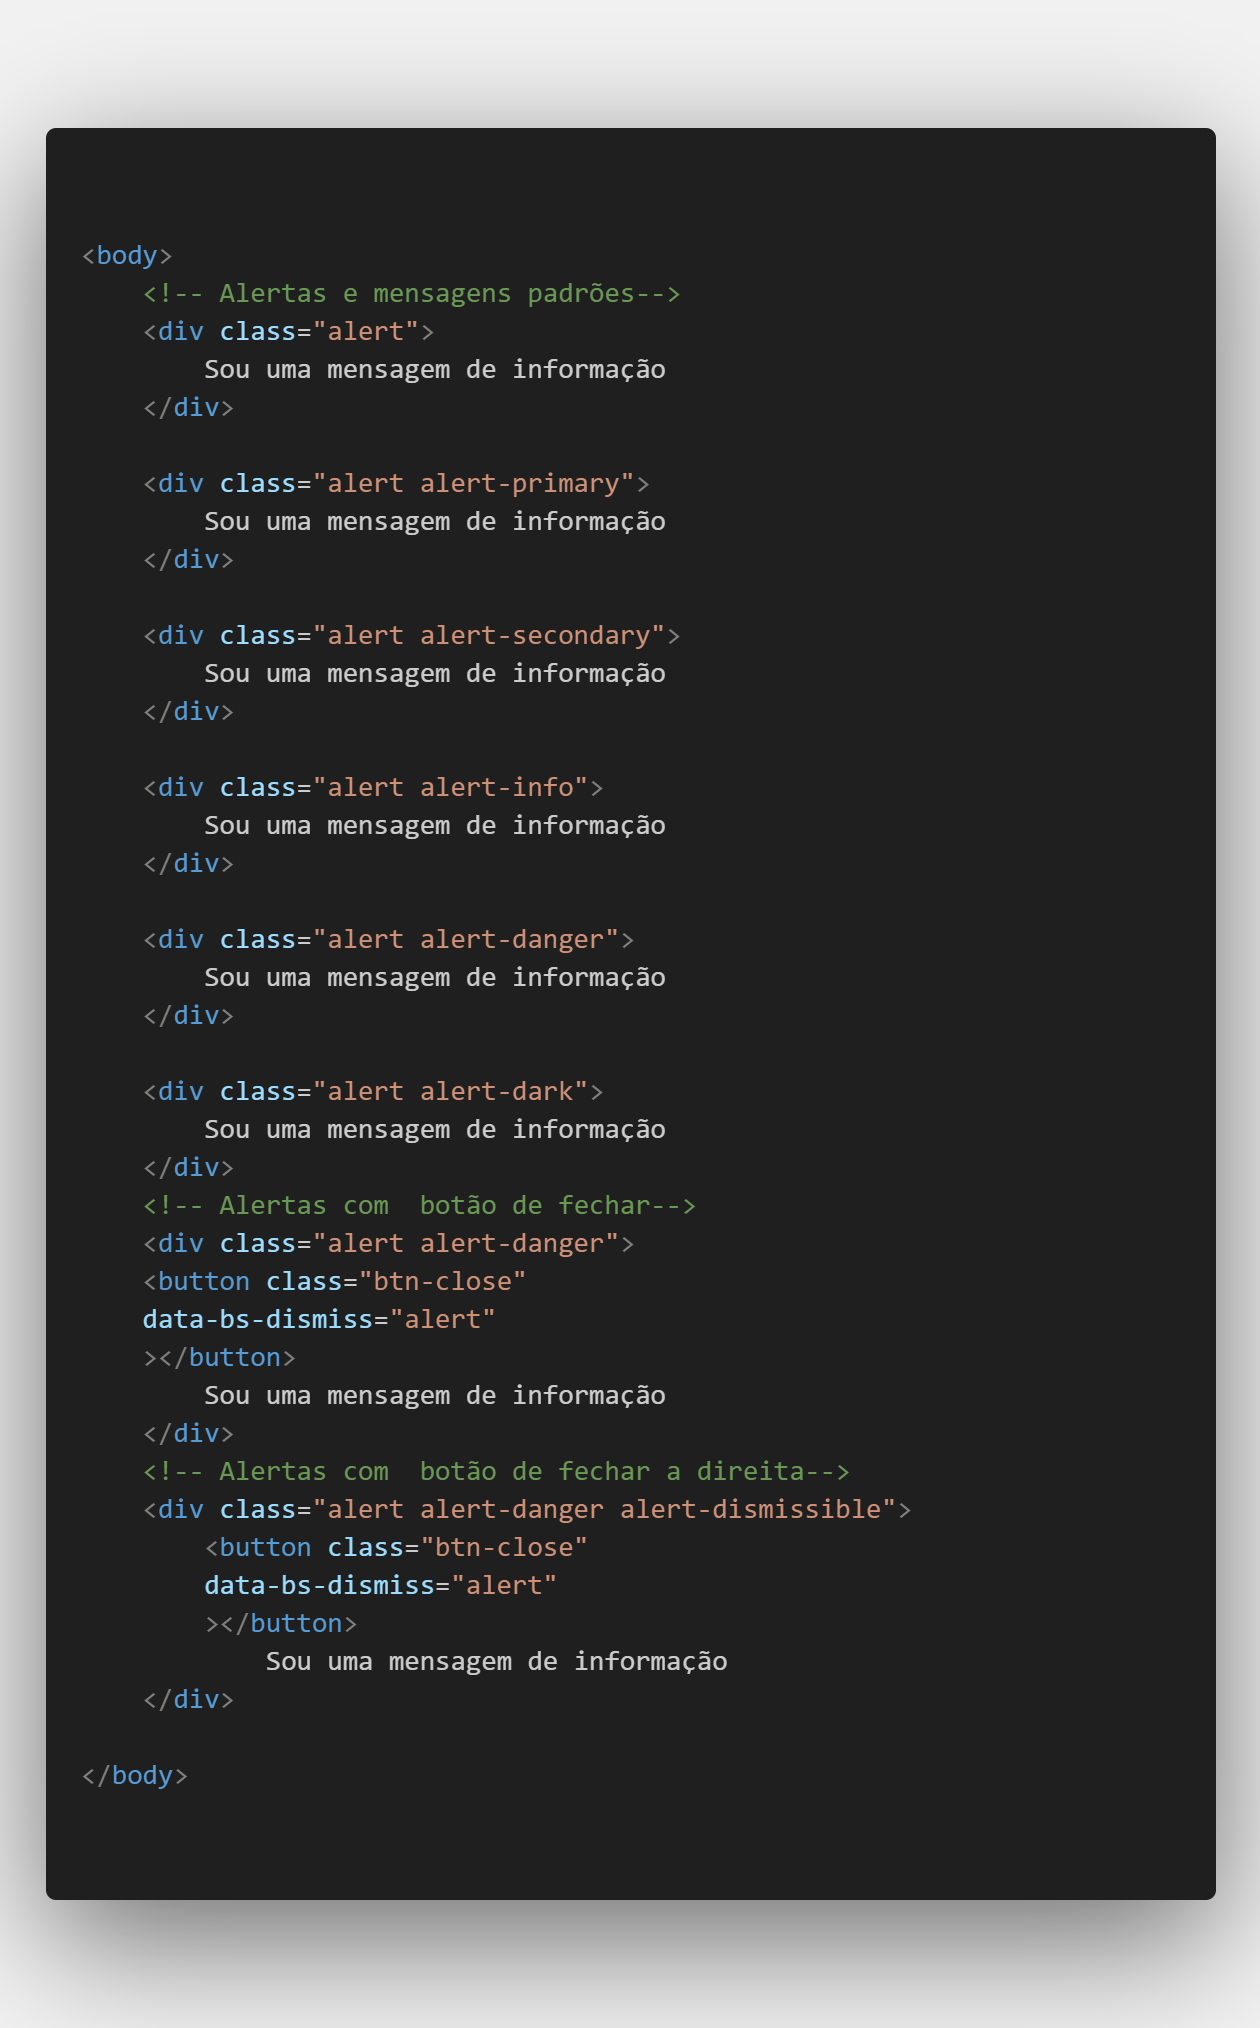 <body>
    <!-- Alertas e mensagens padrões-->
    <div class="alert">
        Sou uma mensagem de informação
    </div>

    <div class="alert alert-primary">
        Sou uma mensagem de informação
    </div>

    <div class="alert alert-secondary">
        Sou uma mensagem de informação
    </div>

    <div class="alert alert-info">
        Sou uma mensagem de informação
    </div>

    <div class="alert alert-danger">
        Sou uma mensagem de informação
    </div>

    <div class="alert alert-dark">
        Sou uma mensagem de informação
    </div>
    <!-- Alertas com  botão de fechar-->
    <div class="alert alert-danger">
    <button class="btn-close"
    data-bs-dismiss="alert"
    ></button>
        Sou uma mensagem de informação
    </div>
    <!-- Alertas com  botão de fechar a direita-->
    <div class="alert alert-danger alert-dismissible">
        <button class="btn-close"
        data-bs-dismiss="alert"
        ></button>
            Sou uma mensagem de informação
    </div>

</body>